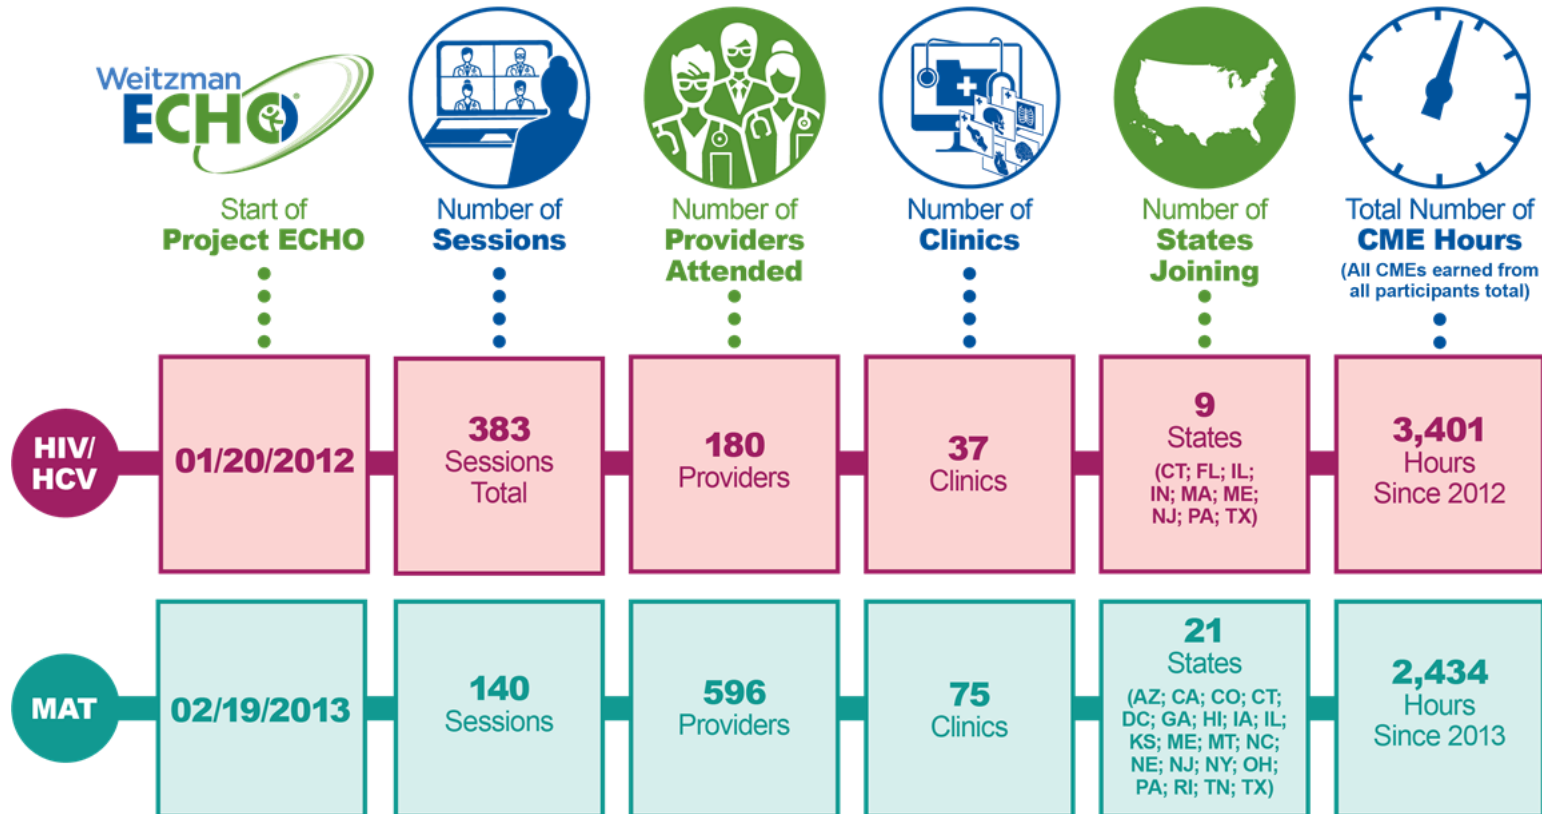 Weitzman
ECHO®
Start of
Project ECHO
Number of
Sessions
Number of
Providers
Attended
Number of
Clinics
Number of
States
Joining
Total Number of
CME Hours
(All CMEs earned from
all participants total)
HIV/
HCV
01/20/2012
383
Sessions
Total
180
Providers
37
Clinics
9
States
(CT; FL; IL;
IN; MA; ME;
NJ; PA; TX)
3,401
Hours
Since 2012
MAT
02/19/2013
140
Sessions
596
Providers
75
Clinics
21
States
(AZ; CA; CO; CT;
DC; GA; HI; IA; IL;
KS; ME; MT; NC;
NE; NJ; NY; OH;
PA; RI; TN; TX)
2,434
Hours
Since 2013